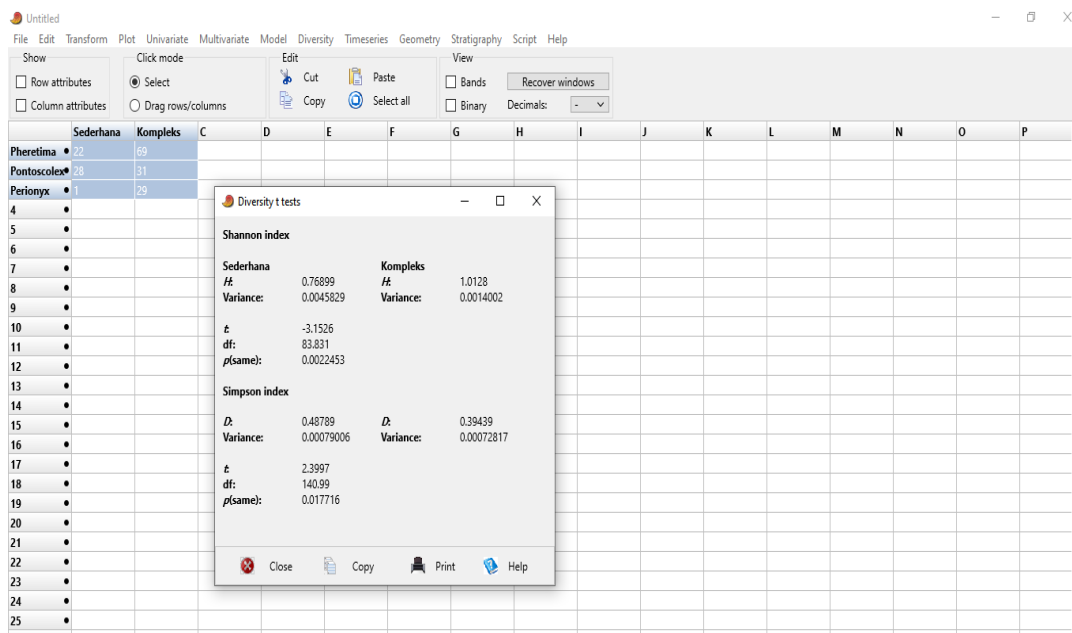 Untitled
File Edit Transform Plot Univariate Multivariate Model Diversity Timeseries Geometry Stratigraphy Script Help
Show Click mode Edit View
Row attributes Select Cut Paste Bands Recover windows
Column attributes Drag rows/columns Copy Select all Binary Decimals: -
Sederhana Kompleks C D E F G H I J K L M N O P
Pheretima • 22 69
Pontoscolex • 28 31
Perionyx • 1 29
4 •
5 •
6 •
7 •
8 •
9 •
10 •
11 •
12 •
13 •
14 •
15 •
16 •
17 •
18 •
19 •
20 •
21 •
22 •
23 •
24 •
25 •
Diversity t tests
Shannon index
Sederhana Kompleks
H: 0.76899 H: 1.0128
Variance: 0.0045829 Variance: 0.0014002
t: -3.1526
df: 83.831
p(same): 0.0022453
Simpson index
D: 0.48789 D: 0.39439
Variance: 0.00079006 Variance: 0.00072817
t: 2.3997
df: 140.99
p(same): 0.017716
Close Copy Print Help